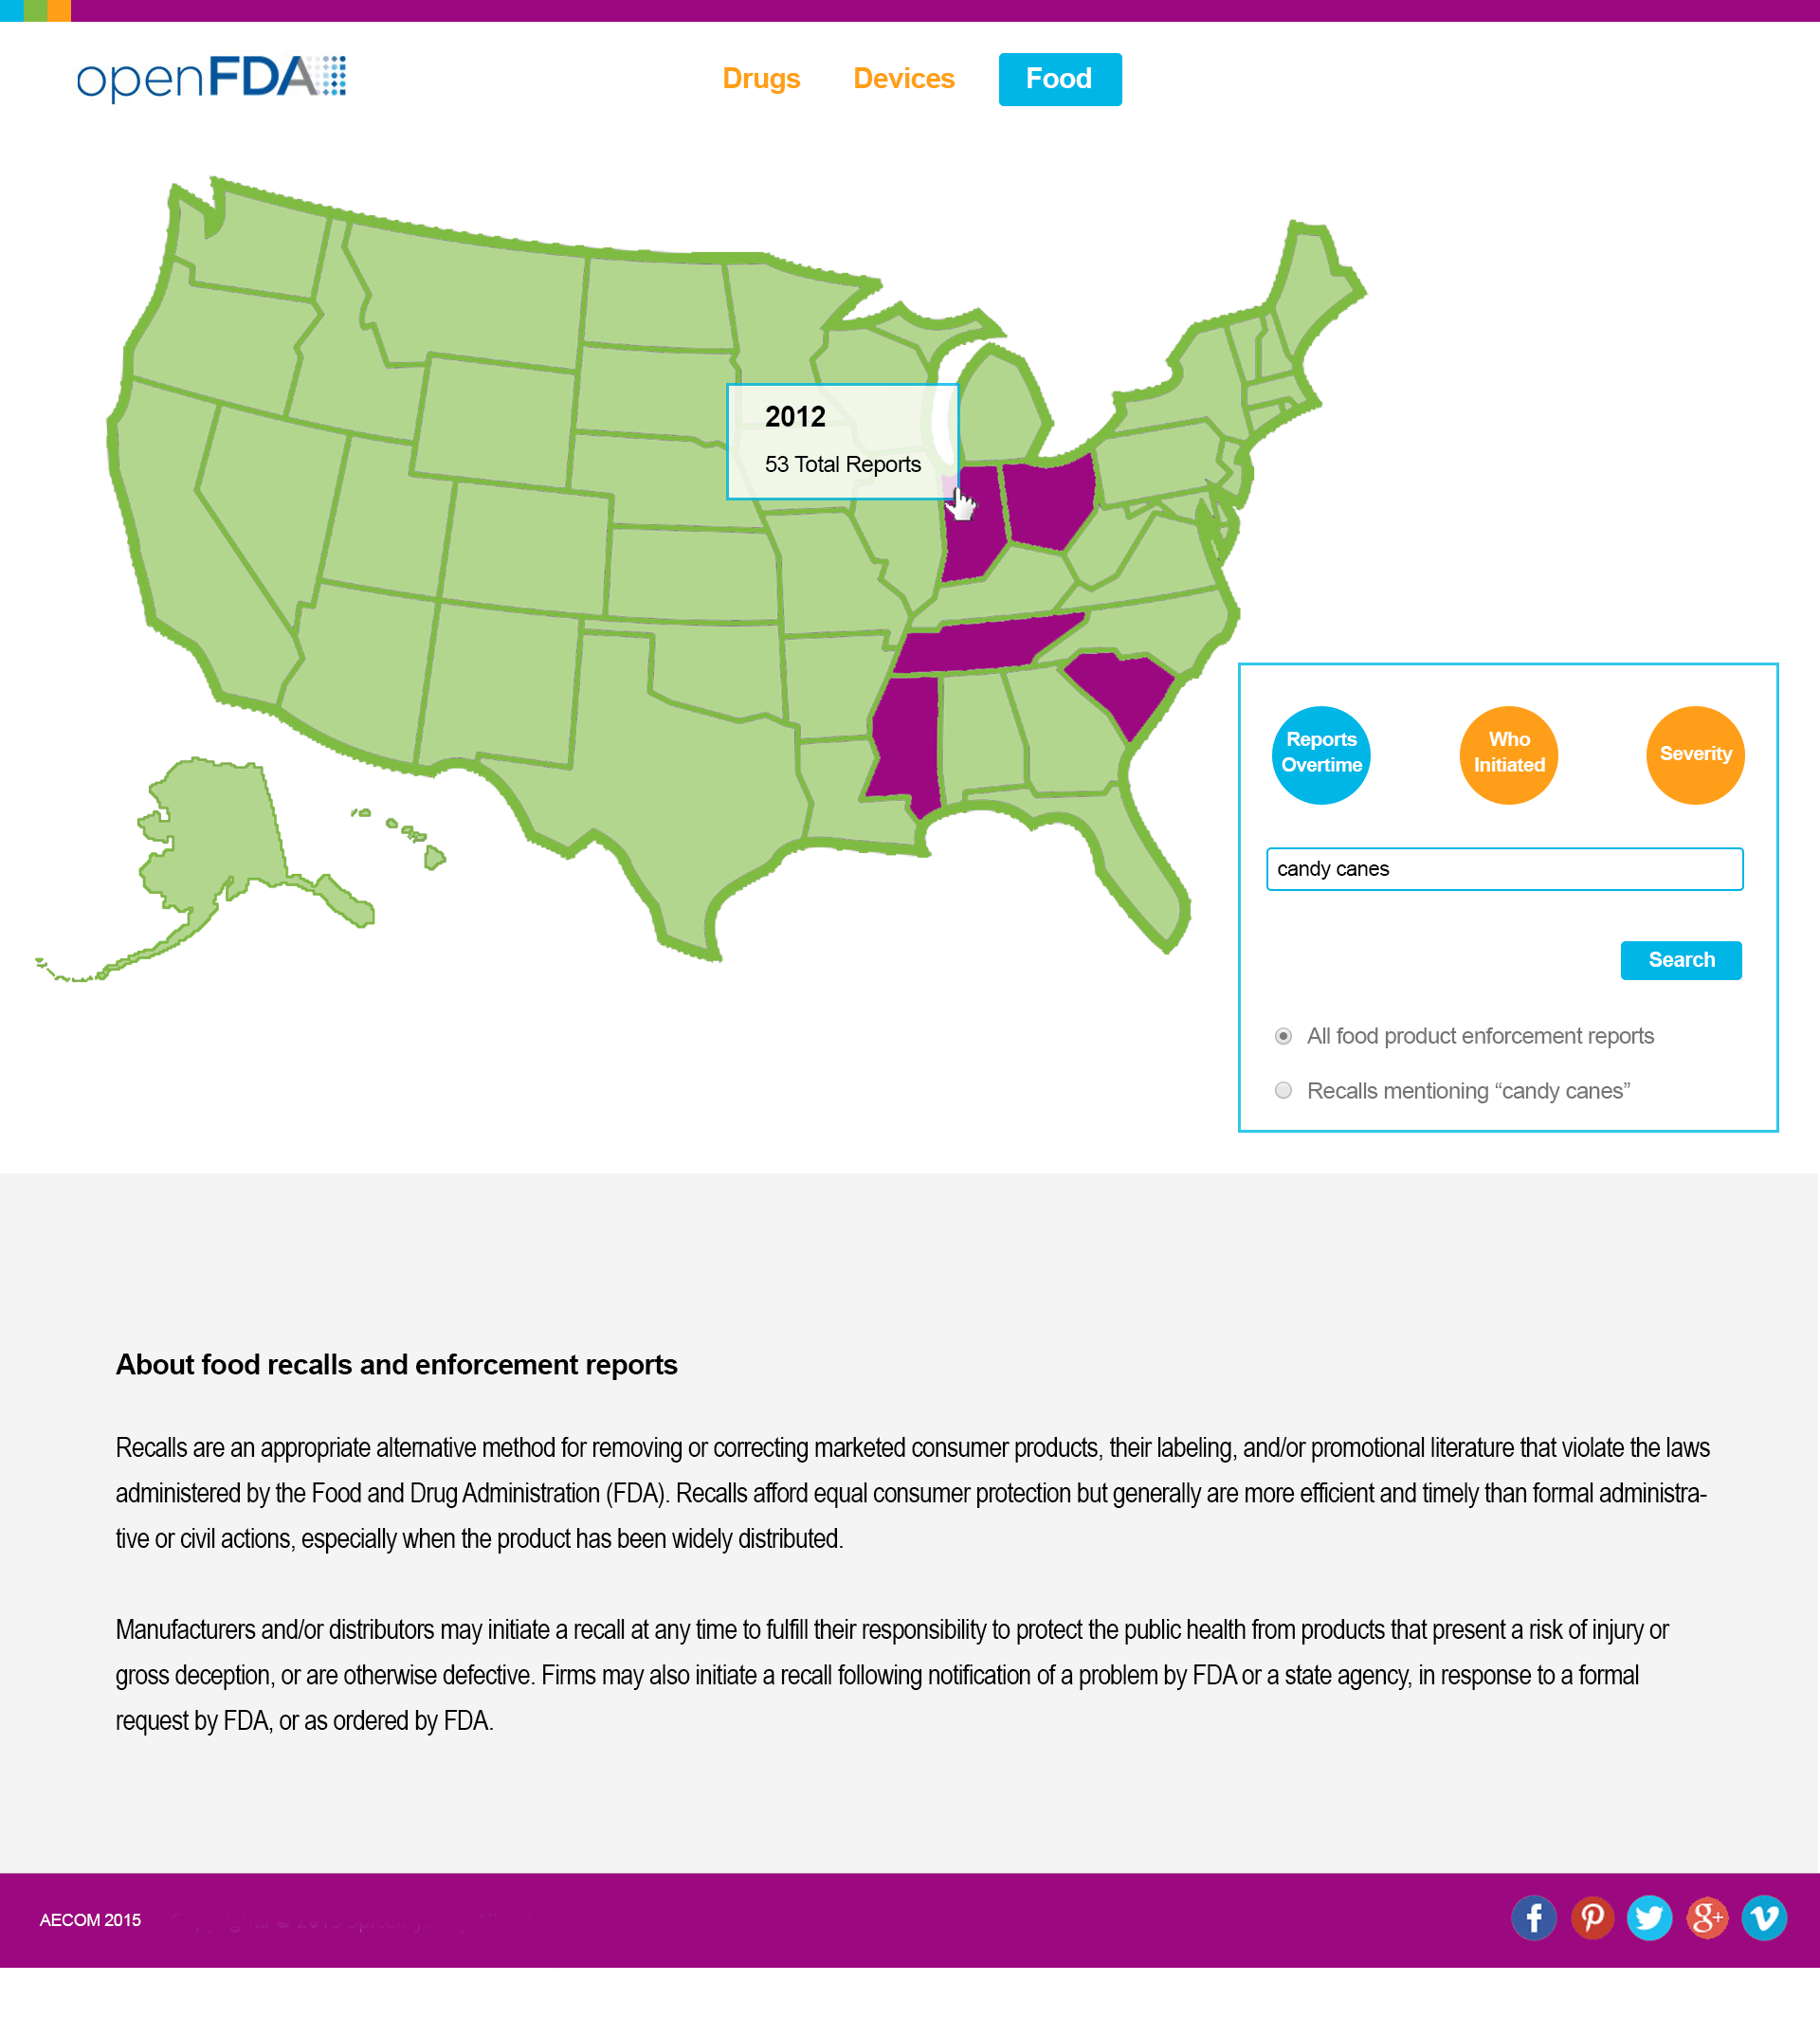 openFDA
Drugs
Devices
Food
2012
53 Total Reports
Reports
Overtime
Who
Initiated
Severity
candy canes
Search
All food product enforcement reports
Recalls mentioning “candy canes”
About food recalls and enforcement reports
Recalls are an appropriate alternative method for removing or correcting marketed consumer products, their labeling, and/or promotional literature that violate the laws
administered by the Food and Drug Administration (FDA). Recalls afford equal consumer protection but generally are more efficient and timely than formal administra-
tive or civil actions, especially when the product has been widely distributed.
Manufacturers and/or distributors may initiate a recall at any time to fulfill their responsibility to protect the public health from products that present a risk of injury or
gross deception, or are otherwise defective. Firms may also initiate a recall following notification of a problem by FDA or a state agency, in response to a formal
request by FDA, or as ordered by FDA.
AECOM 2015